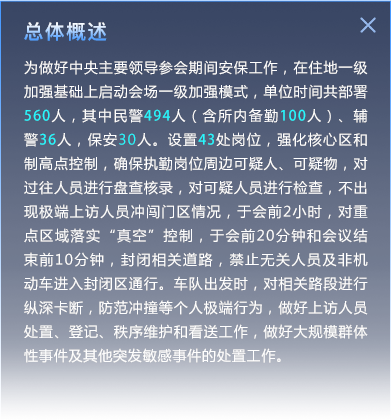 总体概述
为做好中央主要领导参会期间安保工作，在住地一级
加强基础上启动会场一级加强模式，单位时间共部署
560人，其中民警494人（含所内备勤100人）、辅
警36人，保安30人。设置43处岗位，强化核心区和
制高点控制，确保执勤岗位周边可疑人、可疑物，对
过往人员进行盘查核录，对可疑人员进行检查，不出
现极端上访人员冲闯门区情况，于会前2小时，对重
点区域落实“真空”控制，于会前20分钟和会议结
束前10分钟，封闭相关道路，禁止无关人员及非机
动车进入封闭区通行。车队出发时，对相关路段进行
纵深卡断，防范冲撞等个人极端行为，做好上访人员
处置、登记、秩序维护和看送工作，做好大规模群体
性事件及其他突发敏感事件的处置工作。